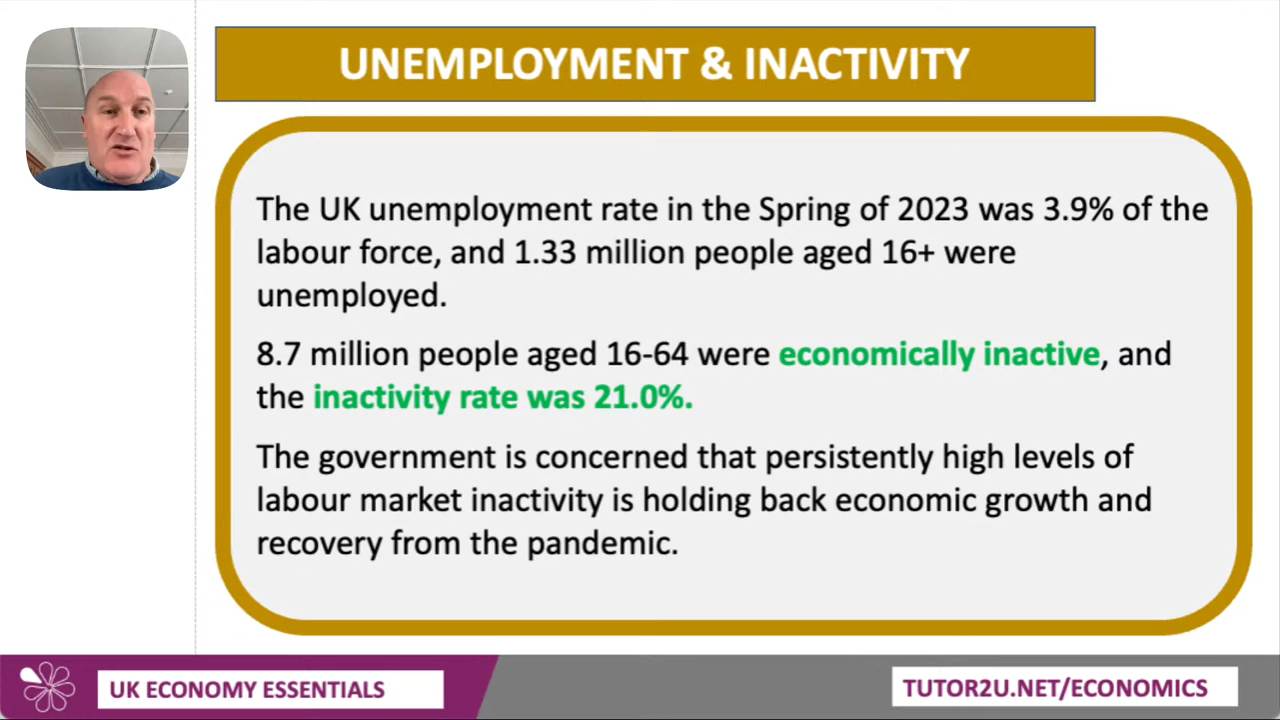 UNEMPLOYMENT & INACTIVITY
The UK unemployment rate in the Spring of 2023 was 3.9% of the
labour force, and 1.33 million people aged 16+ were
unemployed.
8.7 million people aged 16-64 were economically inactive, and
the inactivity rate was 21.0%.
The government is concerned that persistently high levels of
labour market inactivity is holding back economic growth and
recovery from the pandemic.
UK ECONOMY ESSENTIALS
TUTOR2U.NET/ECONOMICS